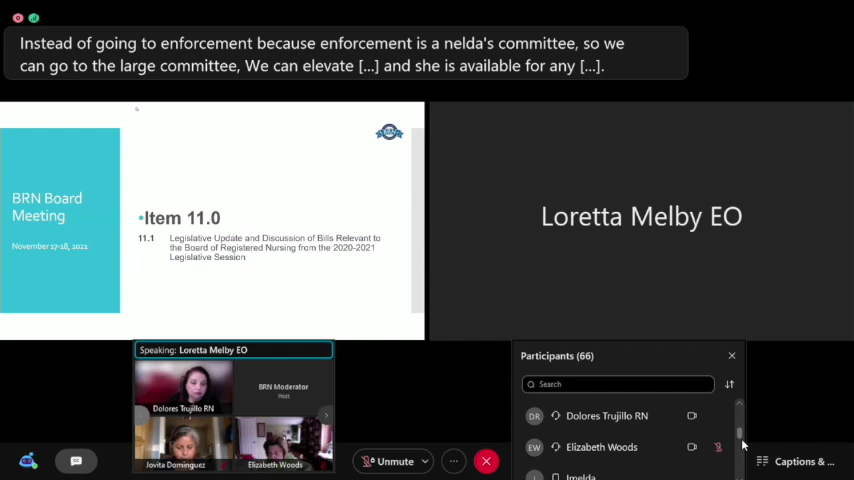 Instead of going to enforcement because enforcement is a nelda's committee, so we
can go to the large committee, We can elevate [...] and she is available for any [...].
BRN Board
Meeting
November 17-18, 2021
•Item 11.0
11.1 Legislative Update and Discussion of Bills Relevant to
the Board of Registered Nursing from the 2020-2021
Legislative Session
Loretta Melby EO
Speaking: Loretta Melby EO
Dolores Trujillo RN
BRN Moderator
Host
Jovita Dominguez
Elizabeth Woods
Participants (66)
Search
DR Dolores Trujillo RN
EW Elizabeth Woods
Imelda
CC
Unmute
Captions & ...